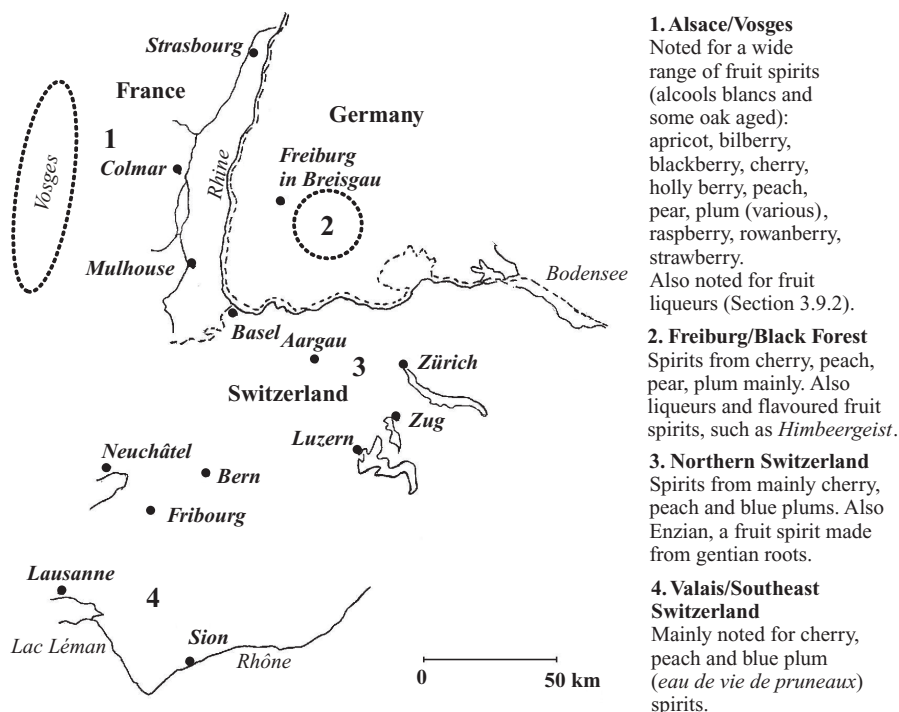 Strasbourg
France
Germany
1
Vosges
Colmar
Rhine
Freiburg
in Breisgau
2
Mulhouse
Bodensee
Basel
Aargau
3
Zürich
Switzerland
Zug
Luzern
Neuchâtel
Bern
Fribourg
Lausanne
4
Lac Léman
Sion
Rhône
0
50 km
1. Alsace/Vosges
Noted for a wide
range of fruit spirits
(alcools blancs and
some oak aged):
apricot, bilberry,
blackberry, cherry,
holly berry, peach,
pear, plum (various),
raspberry, rowanberry,
strawberry.
Also noted for fruit
liqueurs (Section 3.9.2).
2. Freiburg/Black Forest
Spirits from cherry, peach,
pear, plum mainly. Also
liqueurs and flavoured fruit
spirits, such as Himbeergeist.
3. Northern Switzerland
Spirits from mainly cherry,
peach and blue plums. Also
Enzian, a fruit spirit made
from gentian roots.
4. Valais/Southeast
Switzerland
Mainly noted for cherry,
peach and blue plum
(eau de vie de pruneaux)
spirits.